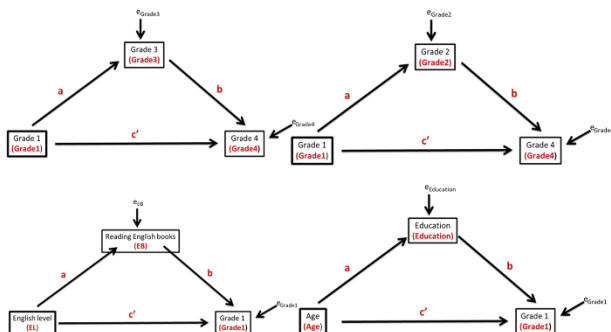 eGrade3
Grade 3
(Grade3)
a
b
Grade 1
(Grade1)
c'
Grade 4
(Grade4)
eGrade4
eGrade2
Grade 2
(Grade2)
a
b
Grade 1
(Grade1)
c'
Grade 4
(Grade4)
eGrade
eEB
Reading English books
(EB)
a
b
English level
(EL)
c'
Grade 1
(Grade1)
eGrade1
eEducation
Education
(Education)
a
b
Age
(Age)
c'
Grade 1
(Grade1)
eGrade1